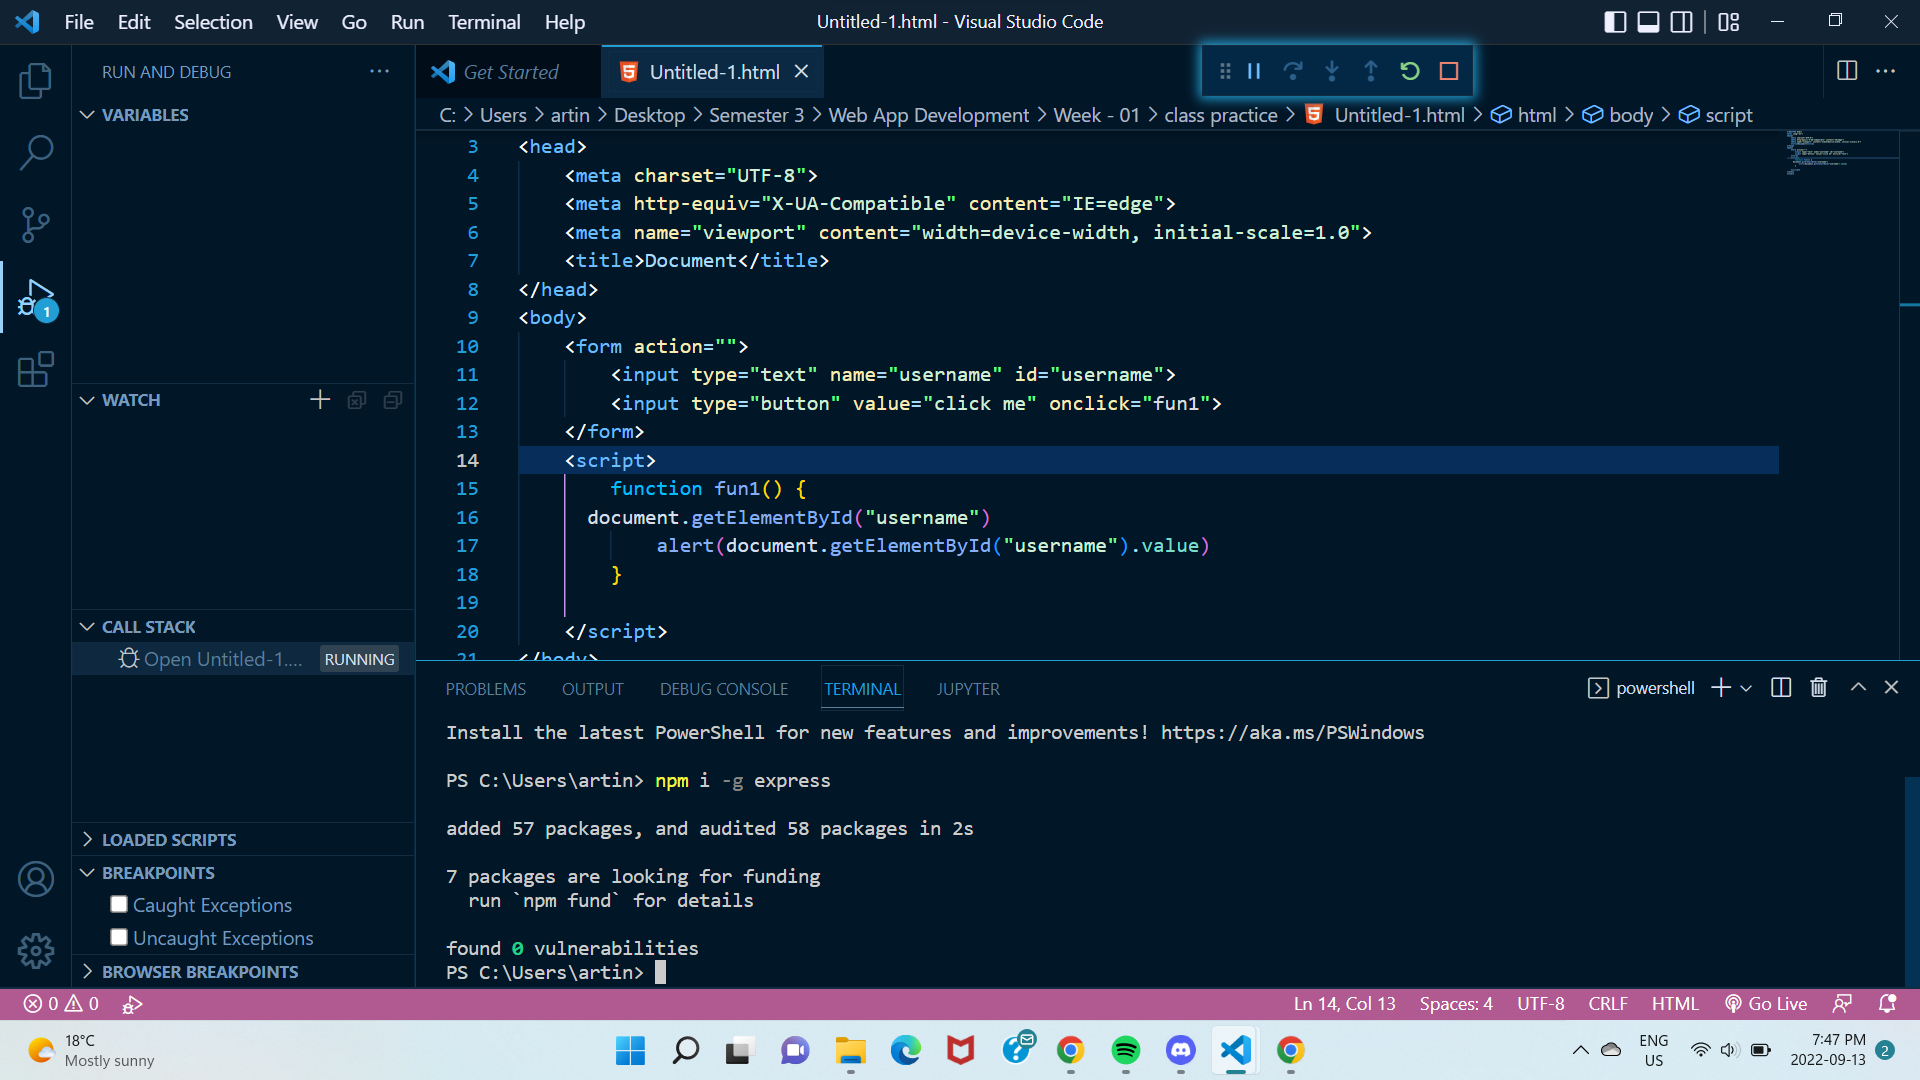 File Edit Selection View Go Run Terminal Help
Untitled-1.html - Visual Studio Code
RUN AND DEBUG
VARIABLES
WATCH
CALL STACK
Open Untitled-1.... RUNNING
LOADED SCRIPTS
BREAKPOINTS
Caught Exceptions
Uncaught Exceptions
BROWSER BREAKPOINTS
1
Get Started
Untitled-1.html
C: > Users > artin > Desktop > Semester 3 > Web App Development > Week - 01 > class practice > Untitled-1.html > html > body > script
3 <head>
4 <meta charset="UTF-8">
5 <meta http-equiv="X-UA-Compatible" content="IE=edge">
6 <meta name="viewport" content="width=device-width, initial-scale=1.0">
7 <title>Document</title>
8 </head>
9 <body>
10 <form action="">
11 <input type="text" name="username" id="username">
12 <input type="button" value="click me" onclick="fun1">
13 </form>
14 <script>
15 function fun1() {
16 document.getElementById("username")
17 alert(document.getElementById("username").value)
18 }
19
20 </script>
21 </body>
PROBLEMS OUTPUT DEBUG CONSOLE TERMINAL JUPYTER
powershell
Install the latest PowerShell for new features and improvements! https://aka.ms/PSWindows
PS C:\Users\artin> npm i -g express
added 57 packages, and audited 58 packages in 2s
7 packages are looking for funding
run `npm fund` for details
found 0 vulnerabilities
PS C:\Users\artin>
0 0
Ln 14, Col 13 Spaces: 4 UTF-8 CRLF HTML Go Live
18°C
Mostly sunny
ENG
US
7:47 PM
2022-09-13
2